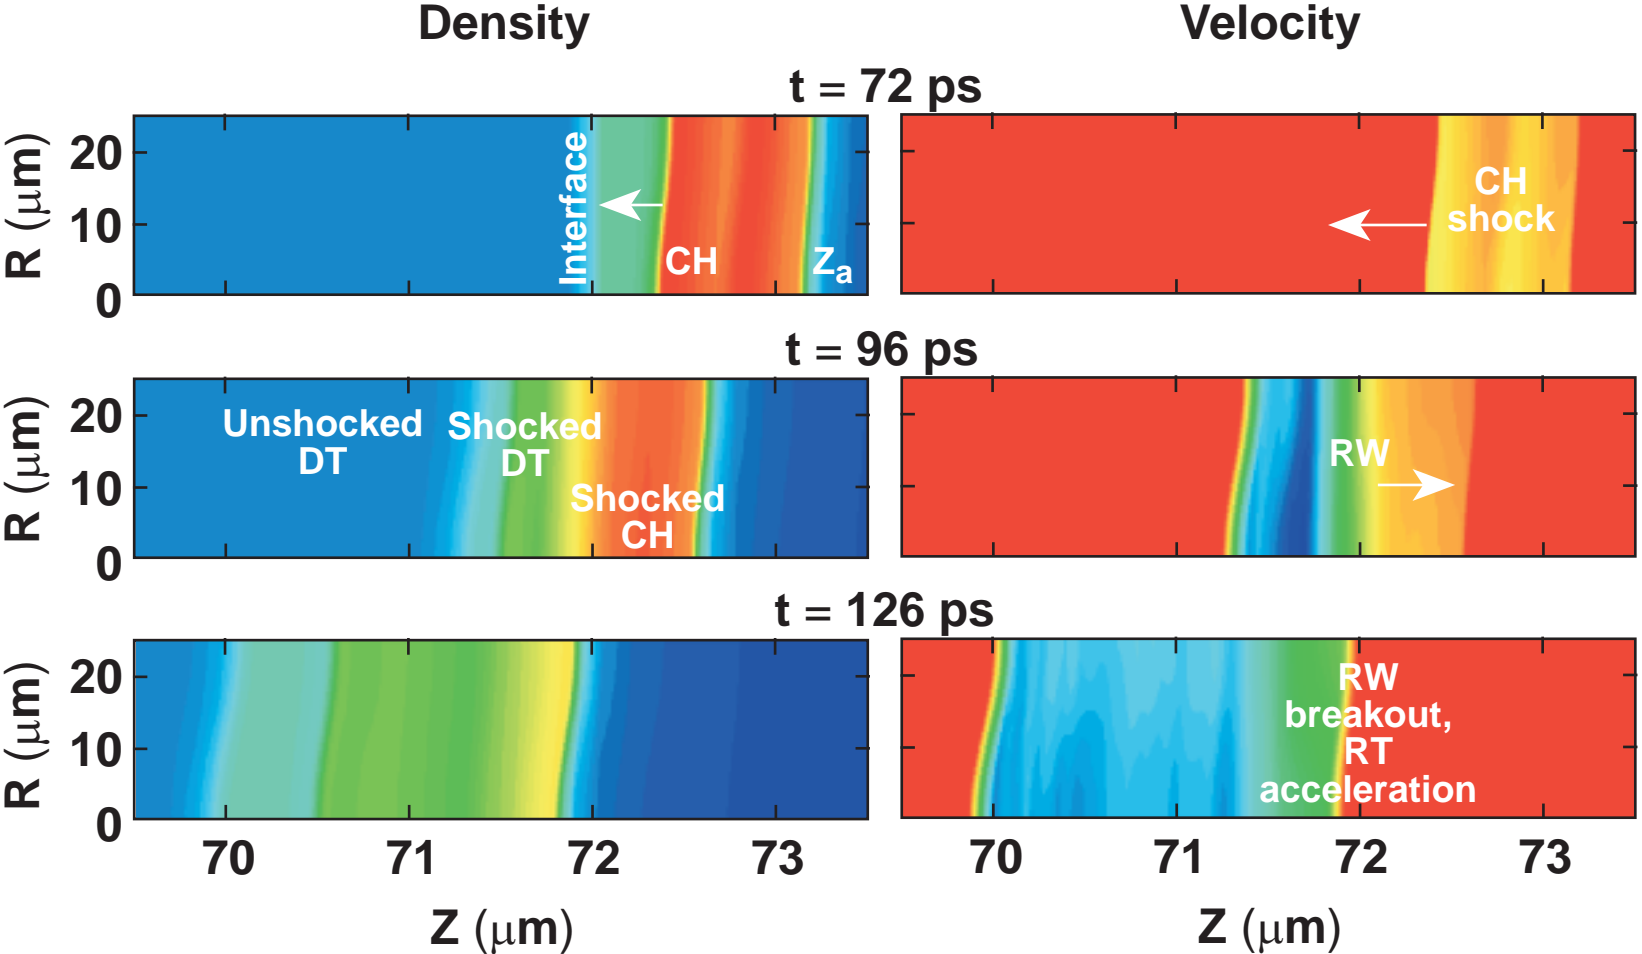 Density
Velocity
t = 72 ps
R (μm)
20
10
0
Interface
CH
Za
CH
shock
t = 96 ps
R (μm)
20
10
0
Unshocked
DT
Shocked
DT
Shocked
CH
RW
t = 126 ps
R (μm)
20
10
0
RW
breakout,
RT
acceleration
70 71 72 73
70 71 72 73
Z (μm)
Z (μm)